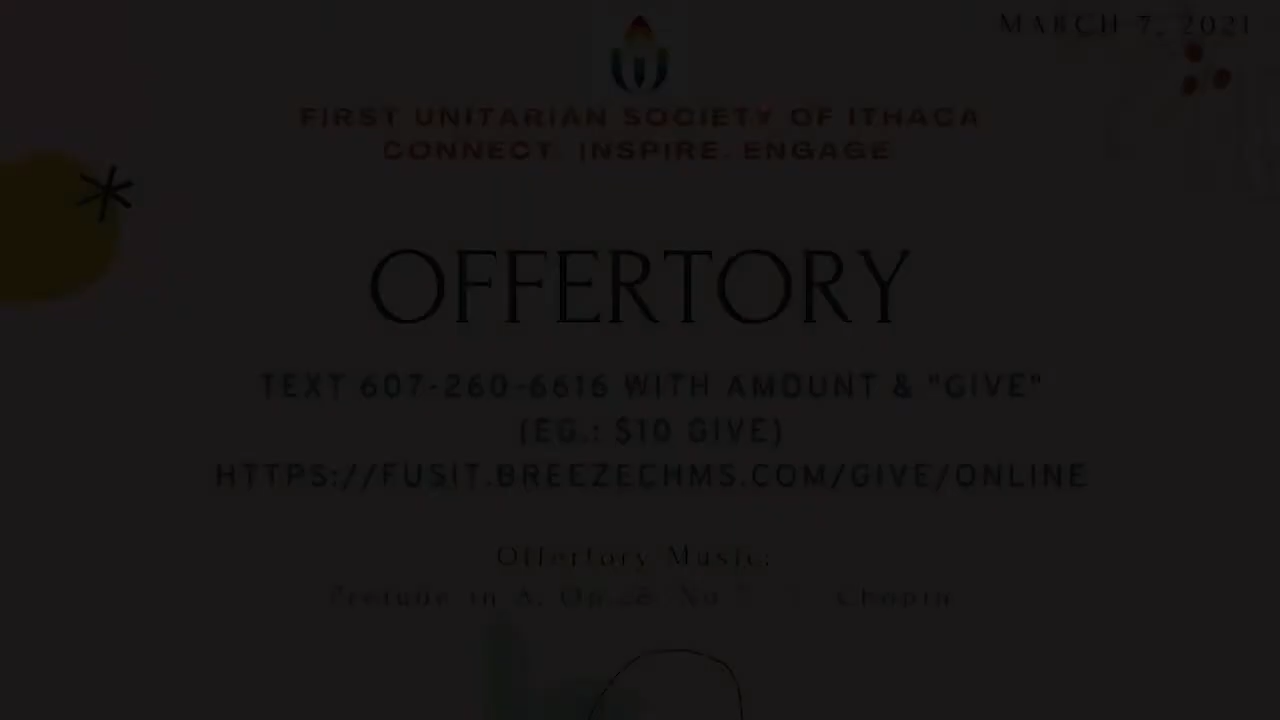 MARCH 7, 2021
FIRST UNITARIAN SOCIETY OF ITHACA
CONNECT. INSPIRE. ENGAGE
OFFERTORY
TEXT 607-260-6616 WITH AMOUNT & "GIVE"
(EG.: $10 GIVE)
HTTPS://FUSIT.BREEZECHMS.COM/GIVE/ONLINE
Offertory Music:
Prelude in A, Op. 28, No Chopin